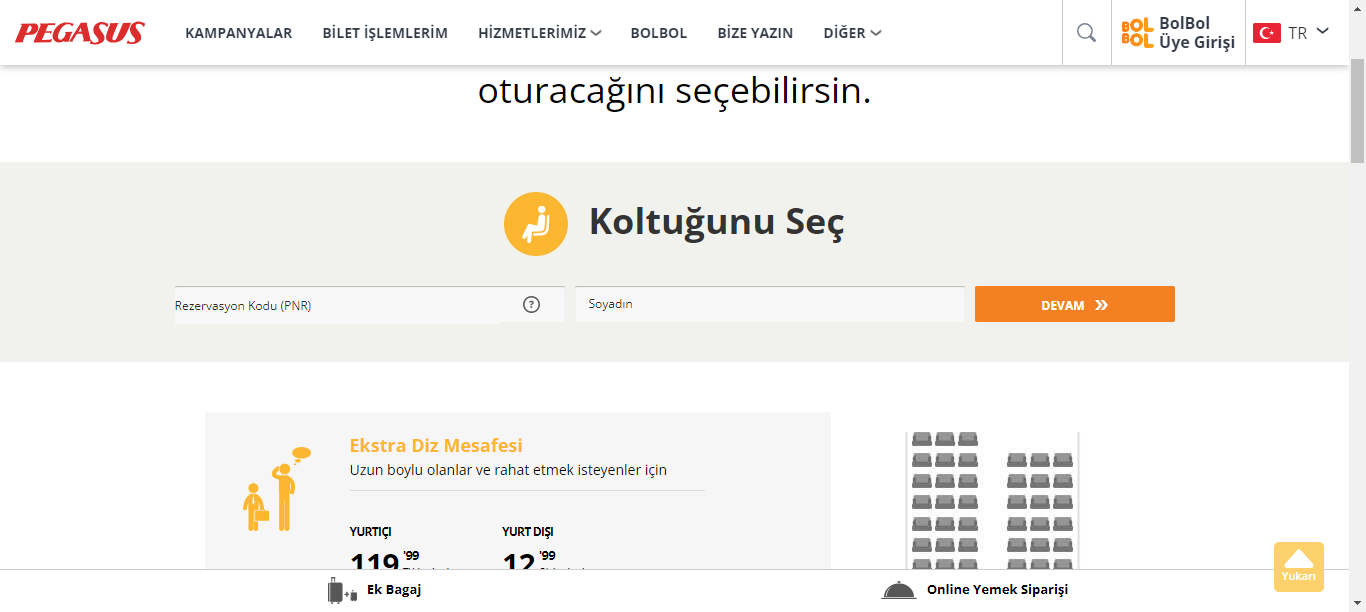 PEGASUS
KAMPANYALAR BİLET İŞLEMLERİM HİZMETLERİMİZ BOLBOL BİZE YAZIN DİĞER
BOL
BOL
BolBol
Üye Girişi
TR
oturacağını seçebilirsin.
Koltuğunu Seç
Rezervasyon Kodu (PNR) ?
Soyadın
DEVAM
Ekstra Diz Mesafesi
Uzun boylu olanlar ve rahat etmek isteyenler için
YURTİÇİ YURT DIŞI
119 '99 12 '99
Yukarı
Ek Bagaj Online Yemek Siparişi